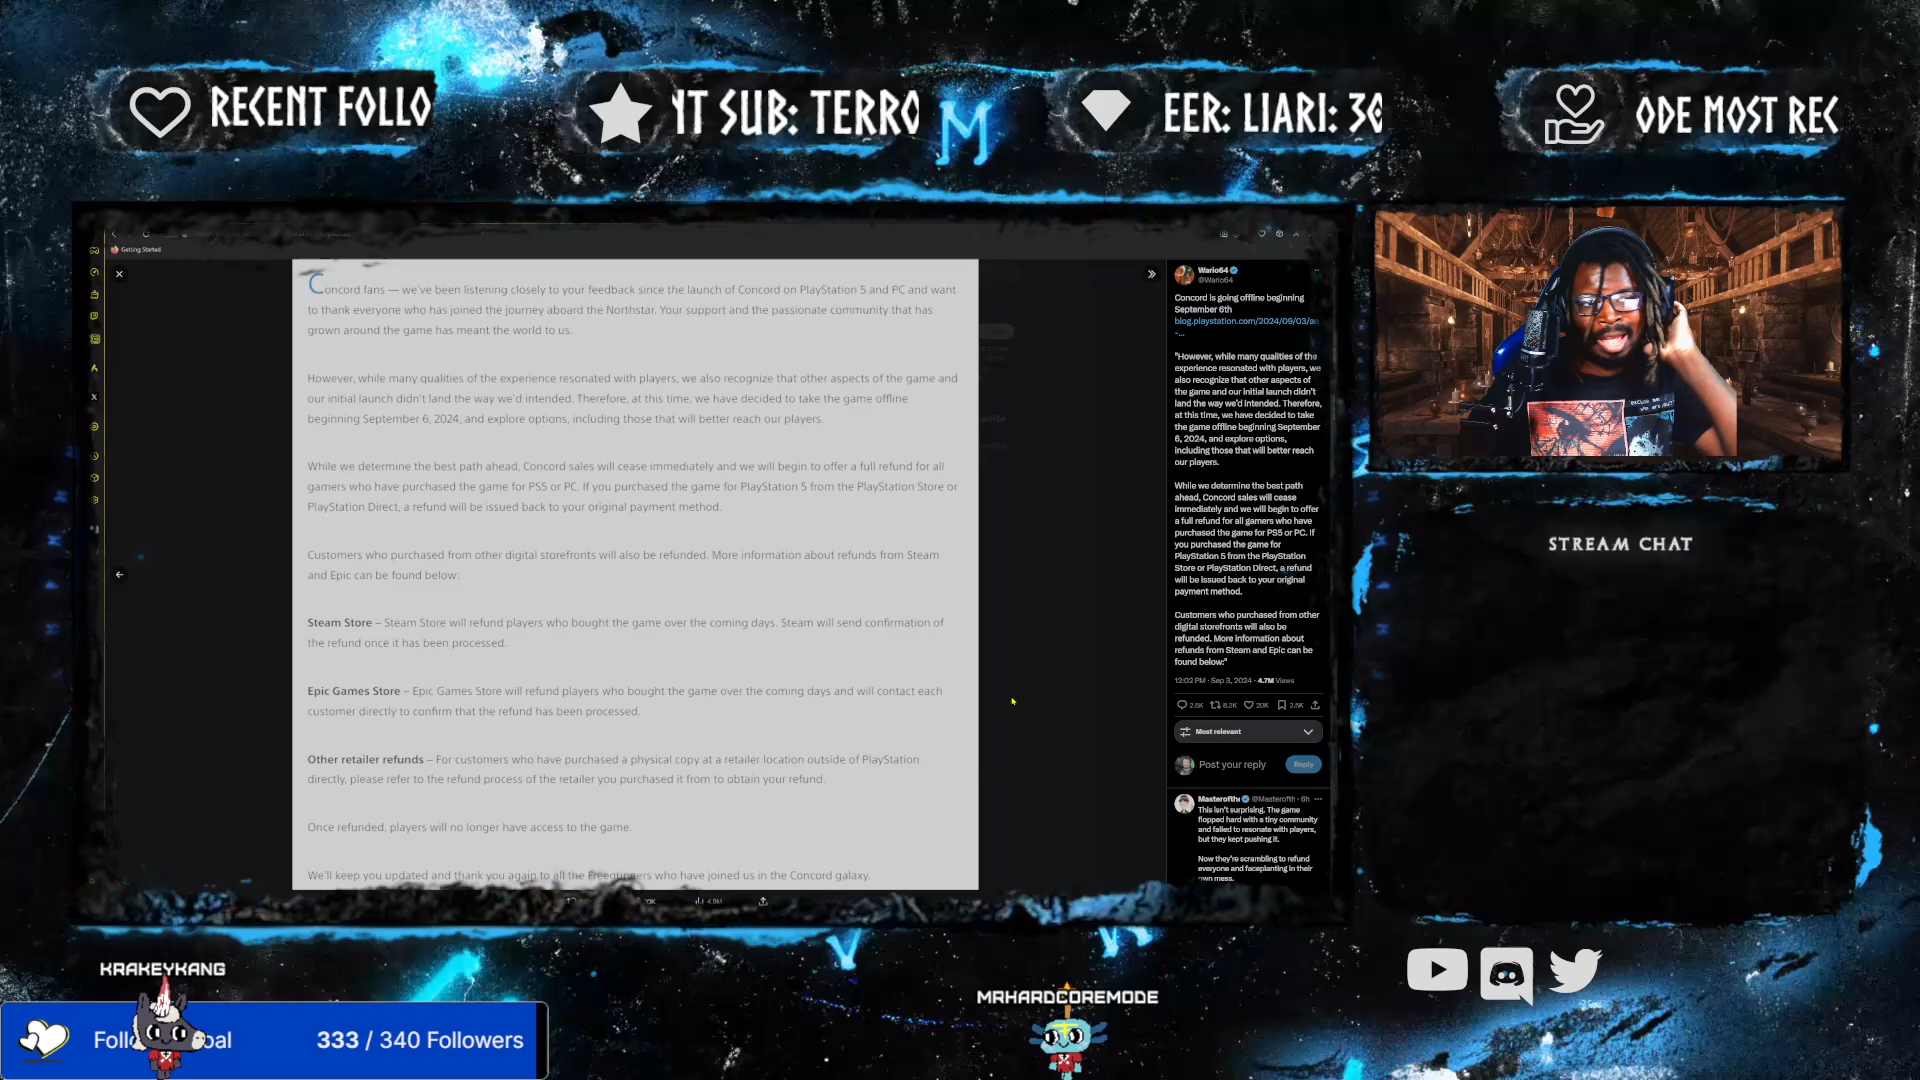 RECENT FOLLO
T SUB: TERRO
M
EER: LIARI: 30
ODE MOST REC
Getting Started
Concord fans — we've been listening closely to your feedback since the launch of Concord on PlayStation 5 and PC and want
to thank everyone who has joined the journey aboard the Northstar. Your support and the passionate community that has
grown around the game has meant the world to us.
However, while many qualities of the experience resonated with players, we also recognize that other aspects of the game and
our initial launch didn't land the way we'd intended. Therefore, at this time, we have decided to take the game offline
beginning September 6, 2024, and explore options, including those that will better reach our players.
While we determine the best path ahead, Concord sales will cease immediately and we will begin to offer a full refund for all
gamers who have purchased the game for PS5 or PC. If you purchased the game for PlayStation 5 from the PlayStation Store or
PlayStation Direct, a refund will be issued back to your original payment method.
Customers who purchased from other digital storefronts will also be refunded. More information about refunds from Steam
and Epic can be found below:
Steam Store – Steam Store will refund players who bought the game over the coming days. Steam will send confirmation of
the refund once it has been processed.
Epic Games Store – Epic Games Store will refund players who bought the game over the coming days and will contact each
customer directly to confirm that the refund has been processed.
Other retailer refunds – For customers who have purchased a physical copy at a retailer location outside of PlayStation
directly, please refer to the refund process of the retailer you purchased it from to obtain your refund.
Once refunded, players will no longer have access to the game.
We'll keep you updated and thank you again to all the Freegunners who have joined us in the Concord galaxy.
4.9M
Wario64
@Wario64
Concord is going offline beginning
September 6th
blog.playstation.com/2024/09/03/an
-...
"However, while many qualities of the
experience resonated with players, we
also recognize that other aspects of
the game and our initial launch didn't
land the way we'd intended. Therefore,
at this time, we have decided to take
the game offline beginning September
6, 2024, and explore options,
including those that will better reach
our players.
While we determine the best path
ahead, Concord sales will cease
immediately and we will begin to offer
a full refund for all gamers who have
purchased the game for PS5 or PC. If
you purchased the game for
PlayStation 5 from the PlayStation
Store or PlayStation Direct, a refund
will be issued back to your original
payment method.
Customers who purchased from other
digital storefronts will also be
refunded. More information about
refunds from Steam and Epic can be
found below:"
12:02 PM · Sep 3, 2024 · 4.7M Views
2.6K 8.2K 20K 2.6K
Most relevant
Post your reply Reply
Masterofth @Masterofth · 6h
This isn't surprising. The game
flopped hard with a tiny community
and failed to resonate with players,
but they kept pushing it.
Now they're scrambling to refund
everyone and faceplanting in their
own mess.
STREAM CHAT
KRAKEYKANG
MRHARDCOREMODE
333 / 340 Followers